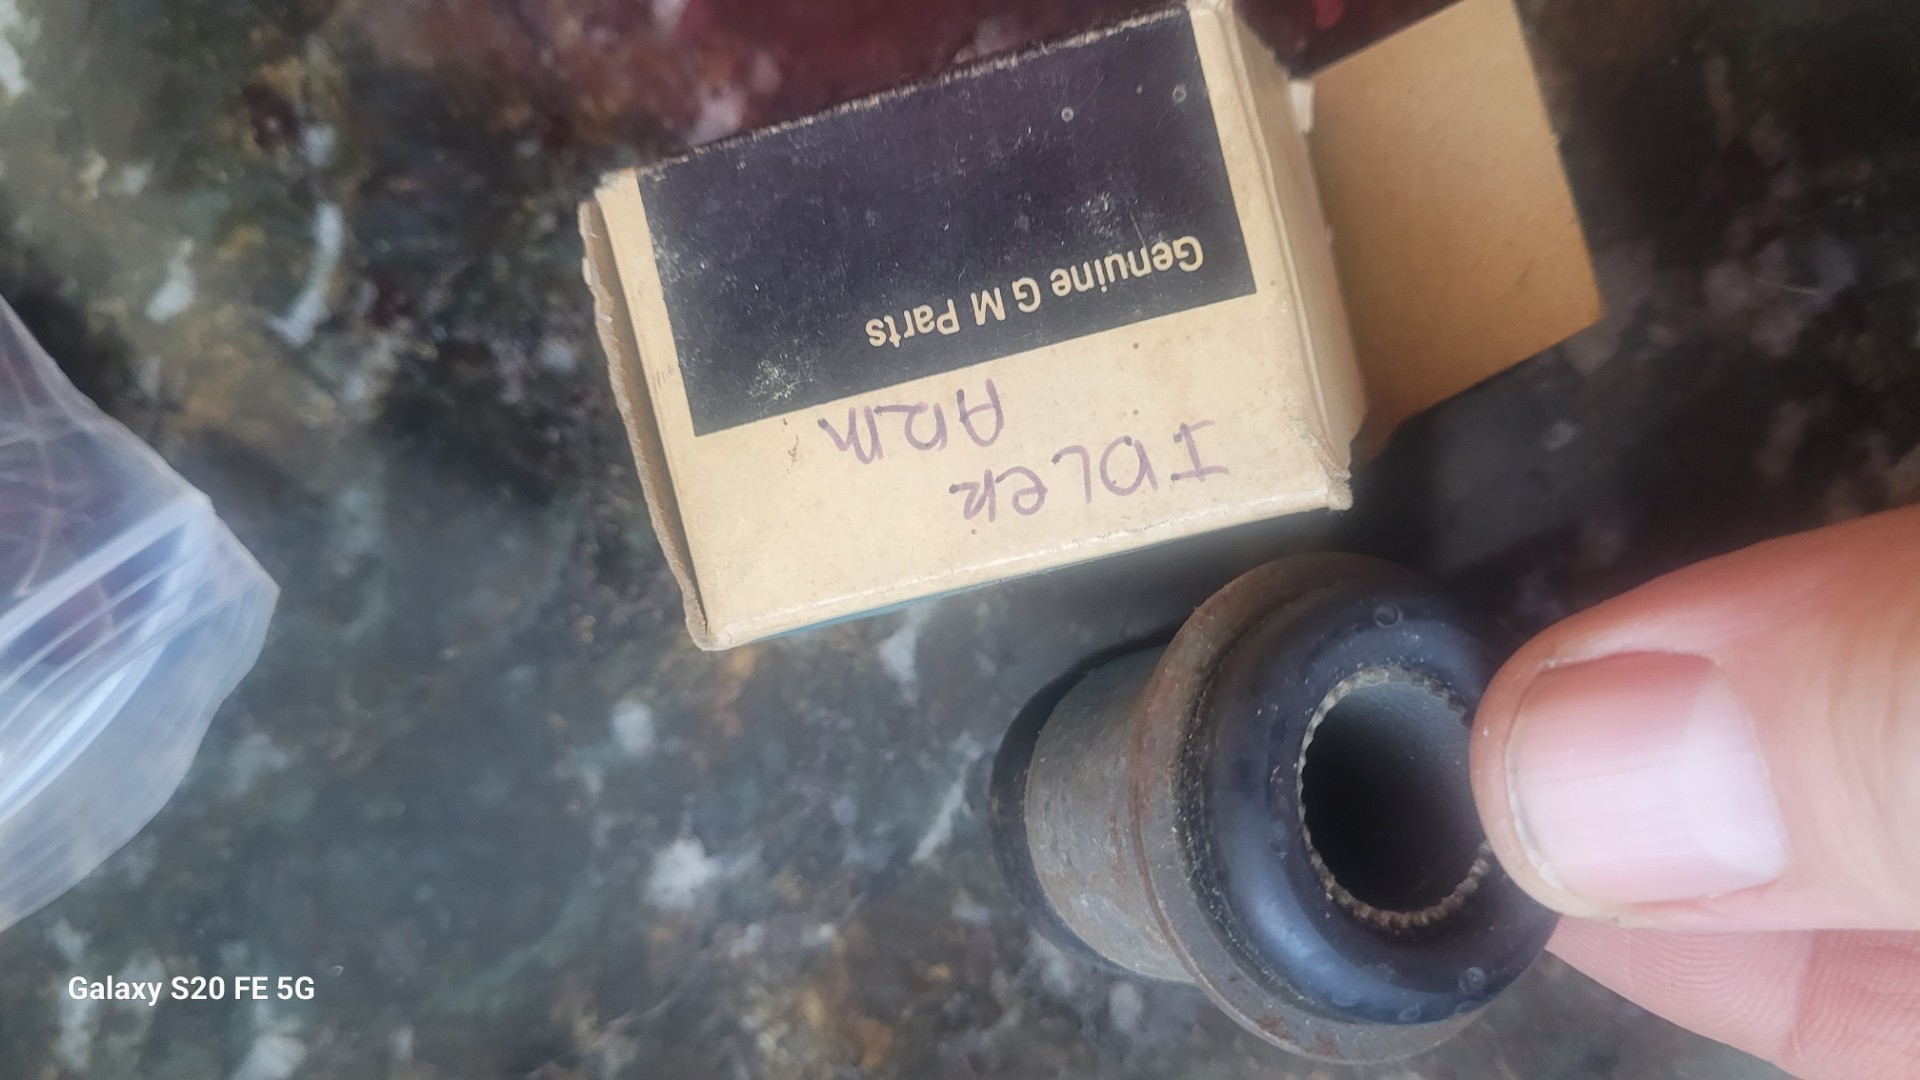 Genuine G M Parts
IDLeR
ARM
Galaxy S20 FE 5G